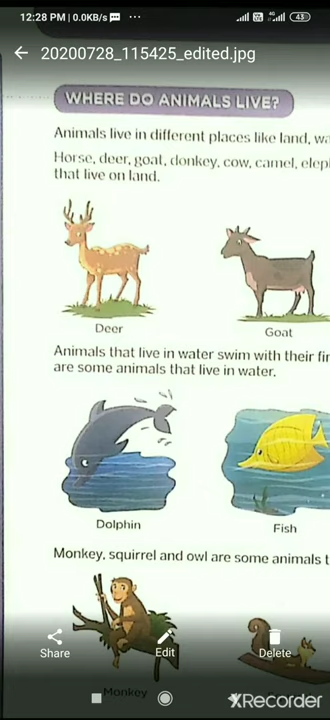 12:28 PM | 0.0KB/s ...
4G 43
← 20200728_115425_edited.jpg
WHERE DO ANIMALS LIVE?
Animals live in different places like land,
Horse, deer, goat, donkey, cow, camel,
that live on land.
Deer Goat
Animals that live in water swim with their
are some animals that live in water.
Dolphin Fish
Monkey, squirrel and owl are some animals
Share Edit Delete
Monkey
XRecorder